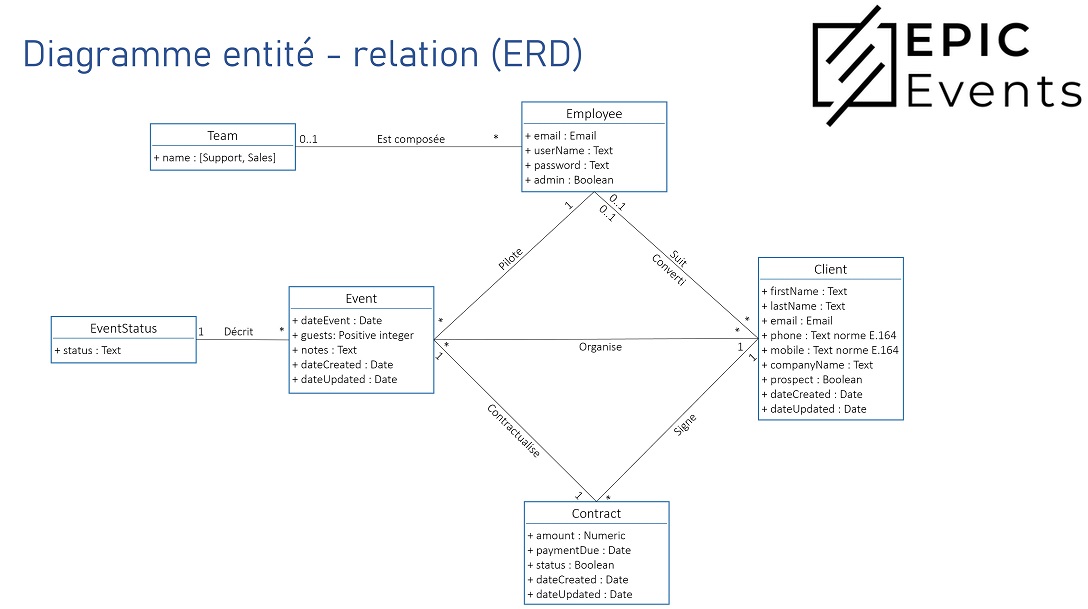 Diagramme entité - relation (ERD)
EPIC
Events
Team
+ name : [Support, Sales]
0..1
Est composée
*
Employee
+ email : Email
+ userName : Text
+ password : Text
+ admin : Boolean
1
Pilote
*
0..1
0..1
Suit
Converti
*
*
EventStatus
+ status : Text
1
Décrit
*
Event
+ dateEvent : Date
+ guests: Positive integer
+ notes : Text
+ dateCreated : Date
+ dateUpdated : Date
*
Organise
1
Client
+ firstName : Text
+ lastName : Text
+ email : Email
+ phone : Text norme E.164
+ mobile : Text norme E.164
+ companyName : Text
+ prospect : Boolean
+ dateCreated : Date
+ dateUpdated : Date
1
Contractualise
1
1
Signe
*
Contract
+ amount : Numeric
+ paymentDue : Date
+ status : Boolean
+ dateCreated : Date
+ dateUpdated : Date